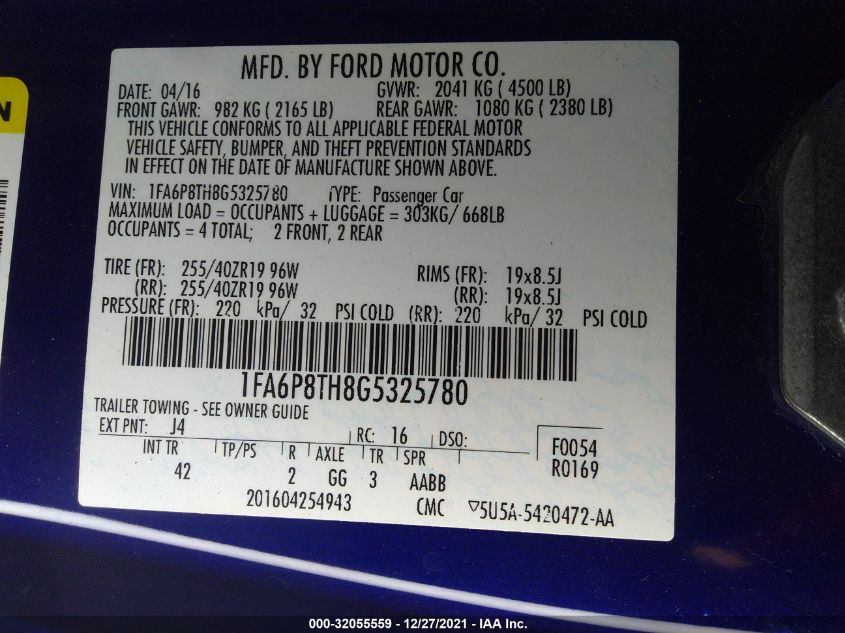 MFD. BY FORD MOTOR CO.
DATE: 04/16 GVWR: 2041 KG ( 4500 LB)
FRONT GAWR: 982 KG ( 2165 LB) REAR GAWR: 1080 KG ( 2380 LB)
THIS VEHICLE CONFORMS TO ALL APPLICABLE FEDERAL MOTOR
VEHICLE SAFETY, BUMPER, AND THEFT PREVENTION STANDARDS
IN EFFECT ON THE DATE OF MANUFACTURE SHOWN ABOVE.
VIN: 1FA6P8TH8G5325780 TYPE: Passenger Car
MAXIMUM LOAD = OCCUPANTS + LUGGAGE = 303KG/ 668LB
OCCUPANTS = 4 TOTAL; 2 FRONT, 2 REAR
TIRE (FR): 255/40ZR19 96W RIMS (FR): 19x8.5J
(RR): 255/40ZR19 96W (RR): 19x8.5J
PRESSURE (FR): 220 kPa/ 32 PSI COLD (RR): 220 kPa/ 32 PSI COLD
1FA6P8TH8G5325780
TRAILER TOWING - SEE OWNER GUIDE
EXT PNT: J4 RC: 16 DSO: F0054
INT TR TP/PS R AXLE TR SPR R0169
42 2 GG 3 AABB
201604254943 CMC ▽5U5A-5420472-AA
N
000-32055559 - 12/27/2021 - IAA Inc.